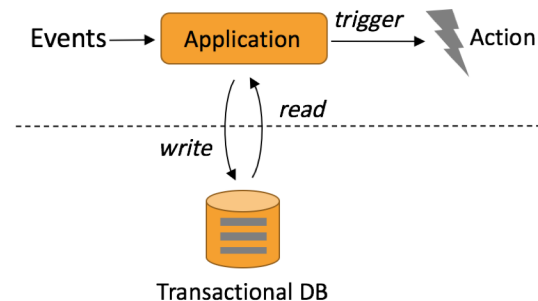 Events
Application
trigger
Action
read
write
Transactional DB